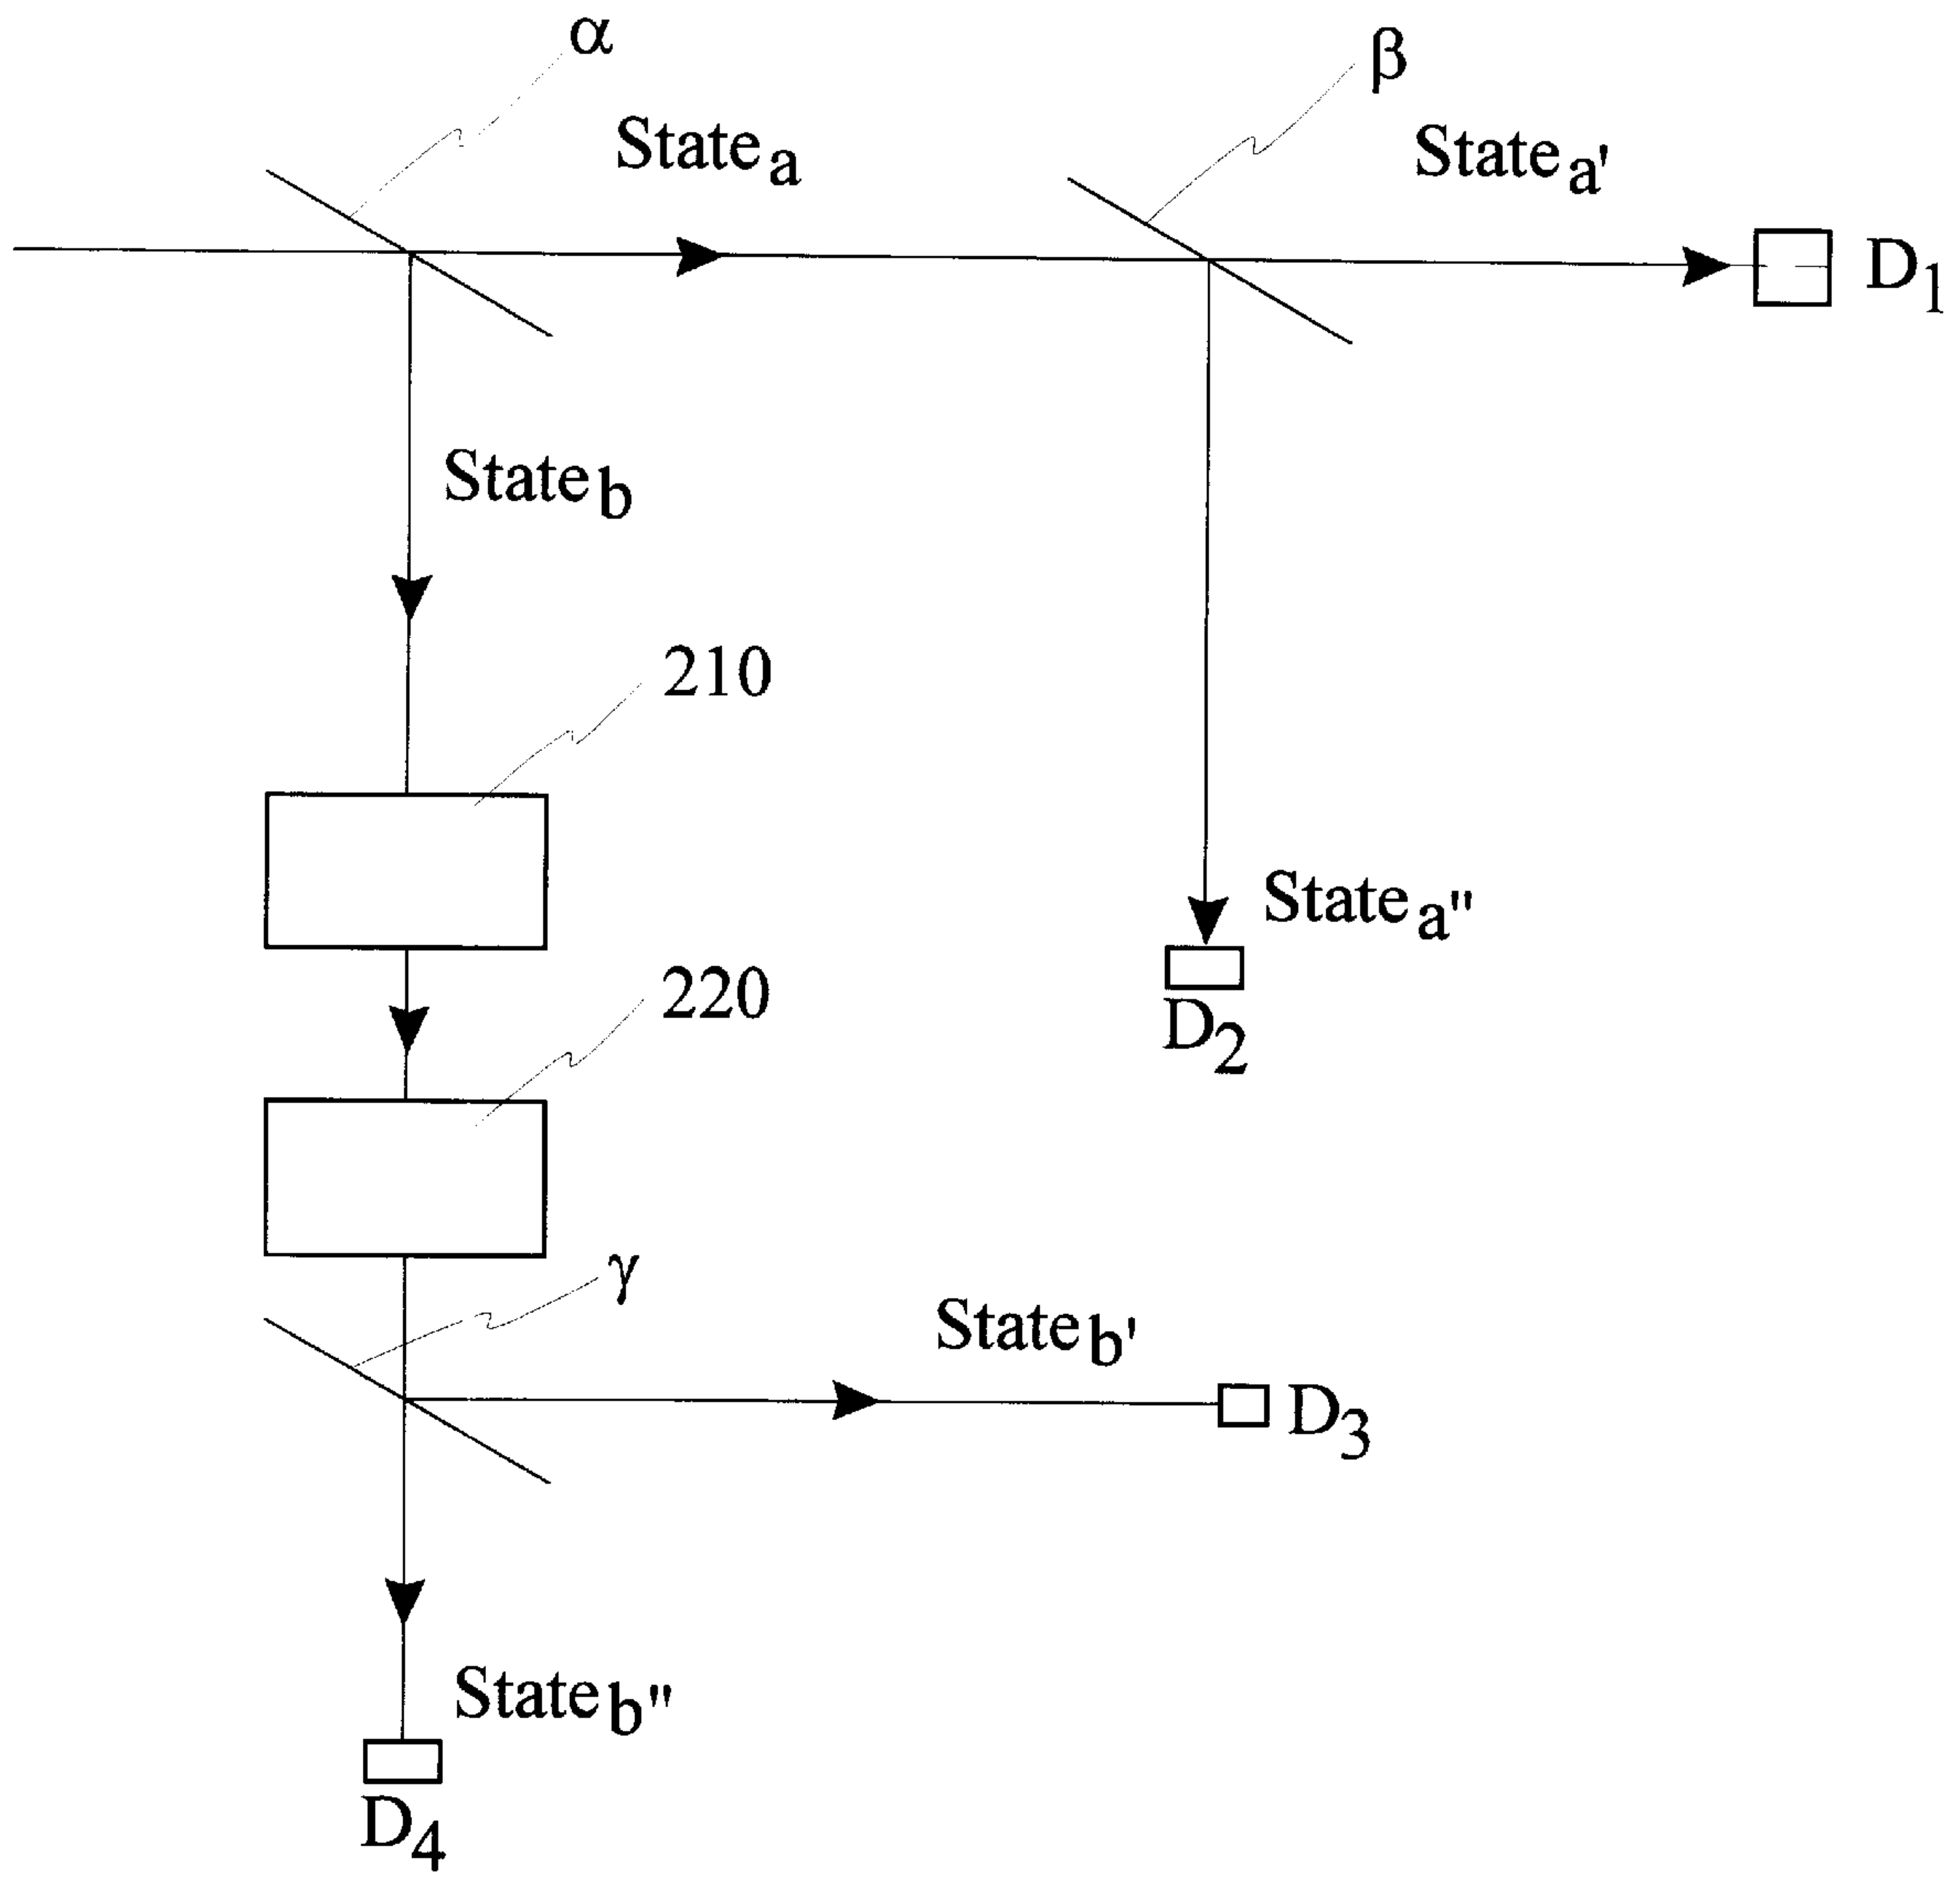 α
β
State a
State a'
D1
State b
210
State a"
220
D2
γ
State b'
D3
State b"
D4